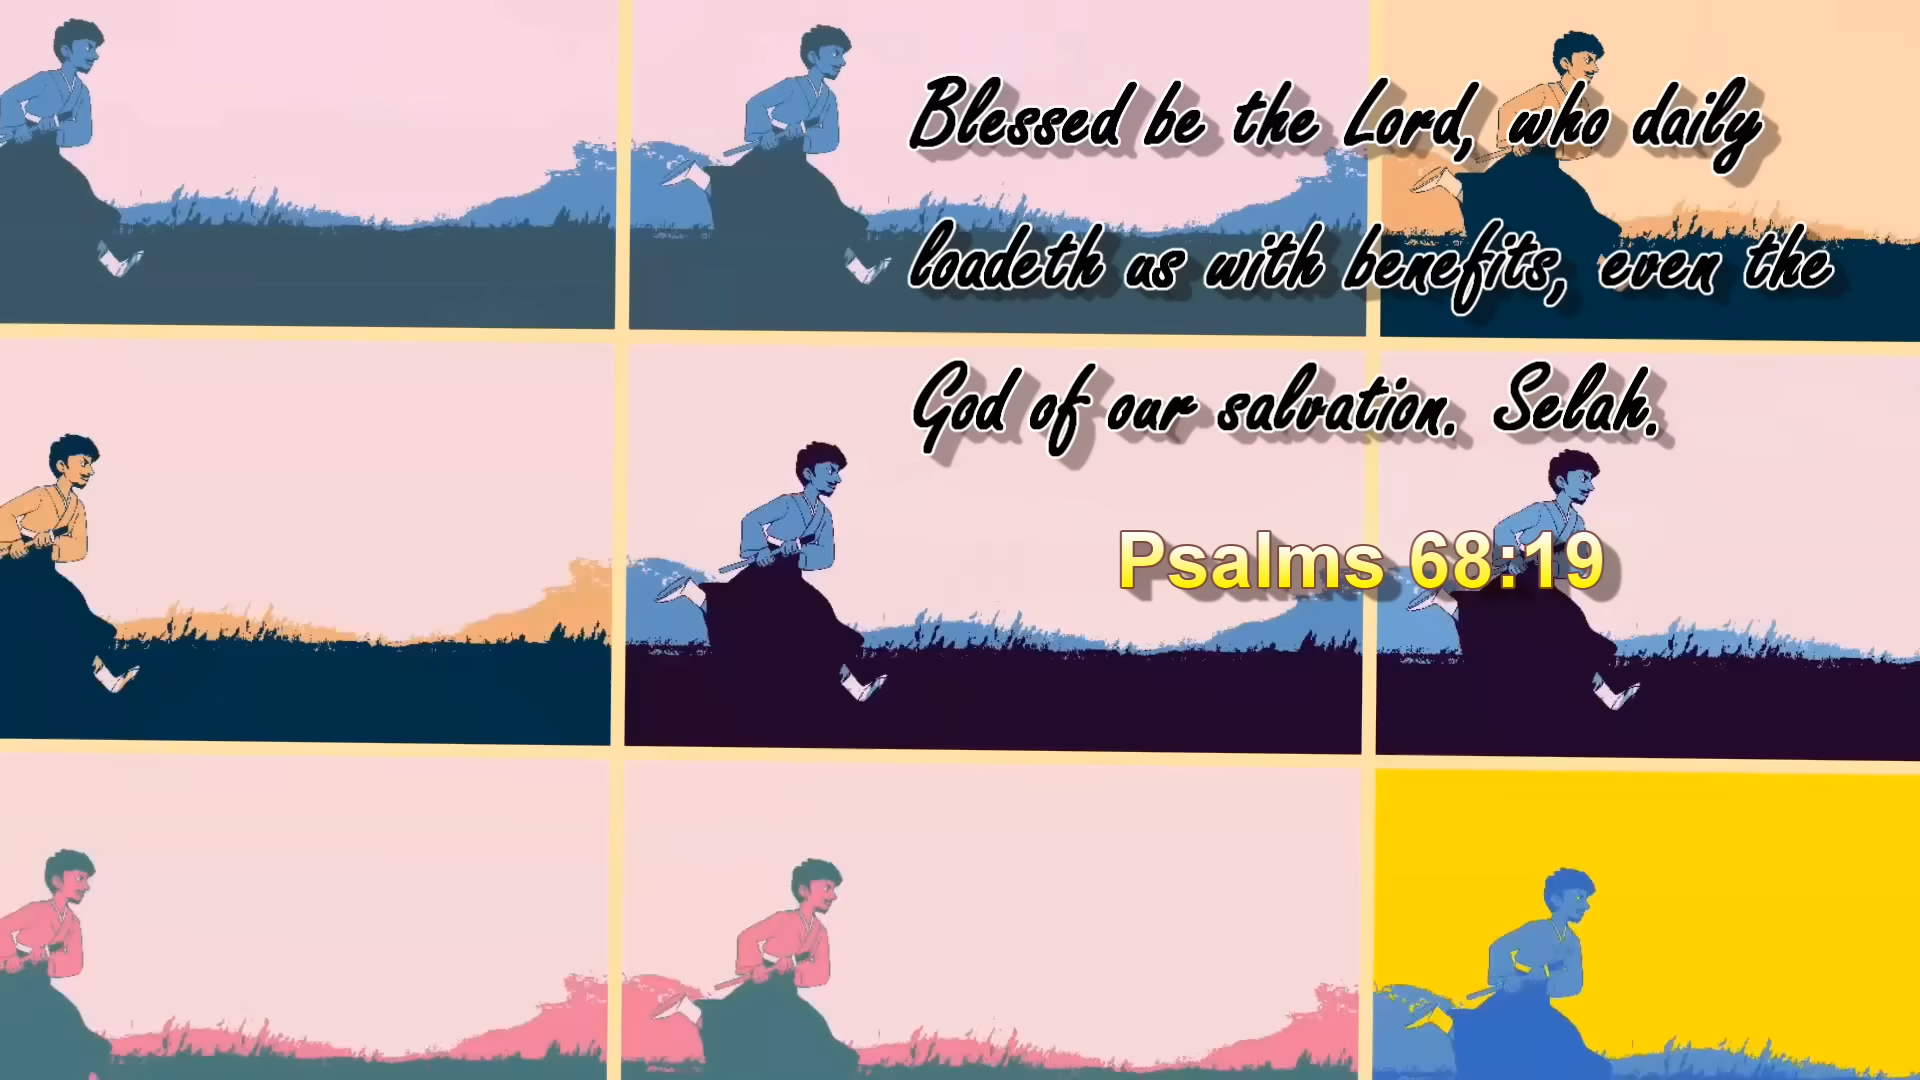 Blessed be the Lord, who daily
loadeth us with benefits, even the
God of our salvation. Selah.
Psalms 68:19